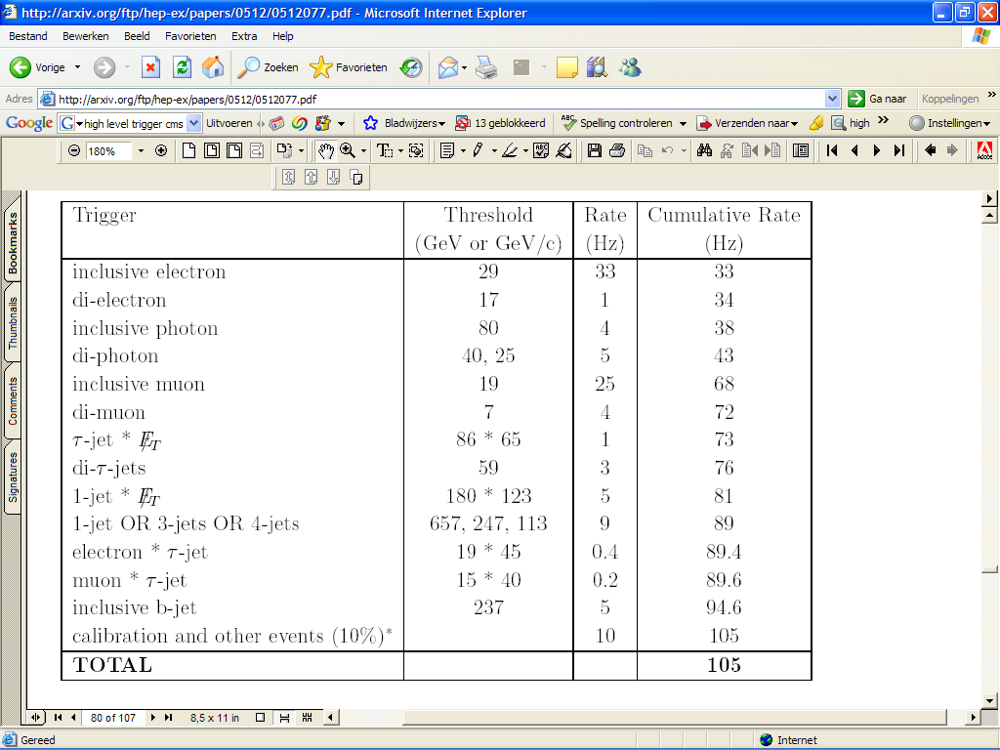 http://arxiv.org/ftp/hep-ex/papers/0512/0512077.pdf - Microsoft Internet Explorer
Bestand Bewerken Beeld Favorieten Extra Help
Vorige Zoeken Favorieten
Adres http://arxiv.org/ftp/hep-ex/papers/0512/0512077.pdf Ga naar Koppelingen »
Google G high level trigger cms Uitvoeren Bladwijzers 13 geblokkeerd ABC Spelling controleren Verzenden naar high » Instellingen
180% T
Bookmarks
Thumbnails
Comments
Signatures
Trigger Threshold Rate Cumulative Rate
(GeV or GeV/c) (Hz) (Hz)
inclusive electron 29 33 33
di-electron 17 1 34
inclusive photon 80 4 38
di-photon 40, 25 5 43
inclusive muon 19 25 68
di-muon 7 4 72
τ-jet * E̸T 86 * 65 1 73
di-τ-jets 59 3 76
1-jet * E̸T 180 * 123 5 81
1-jet OR 3-jets OR 4-jets 657, 247, 113 9 89
electron * τ-jet 19 * 45 0.4 89.4
muon * τ-jet 15 * 40 0.2 89.6
inclusive b-jet 237 5 94.6
calibration and other events (10%)* 10 105
TOTAL 105
80 of 107 8,5 x 11 in
Gereed Internet